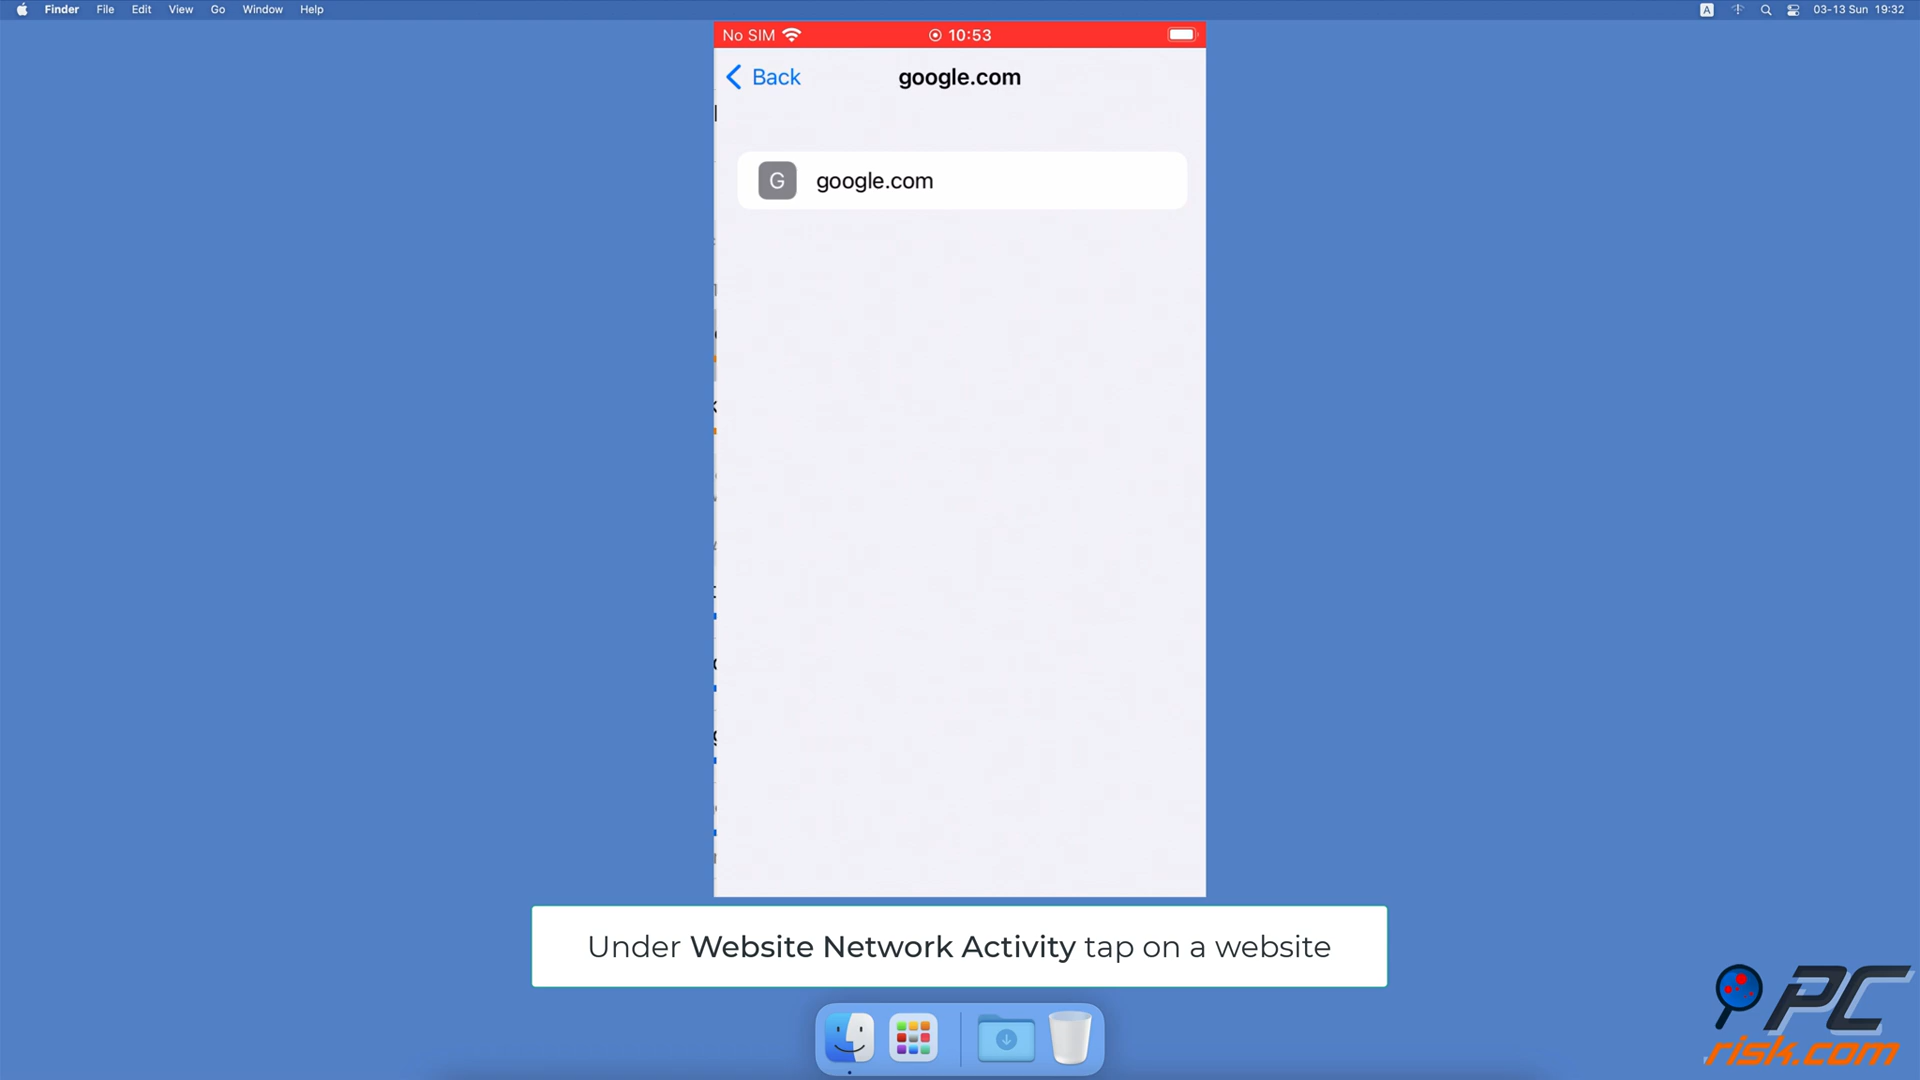 Finder File Edit View Go Window Help A 03-13 Sun 19:32
No SIM 10:53
Back google.com
G google.com
Under Website Network Activity tap on a website
PC
risk.com